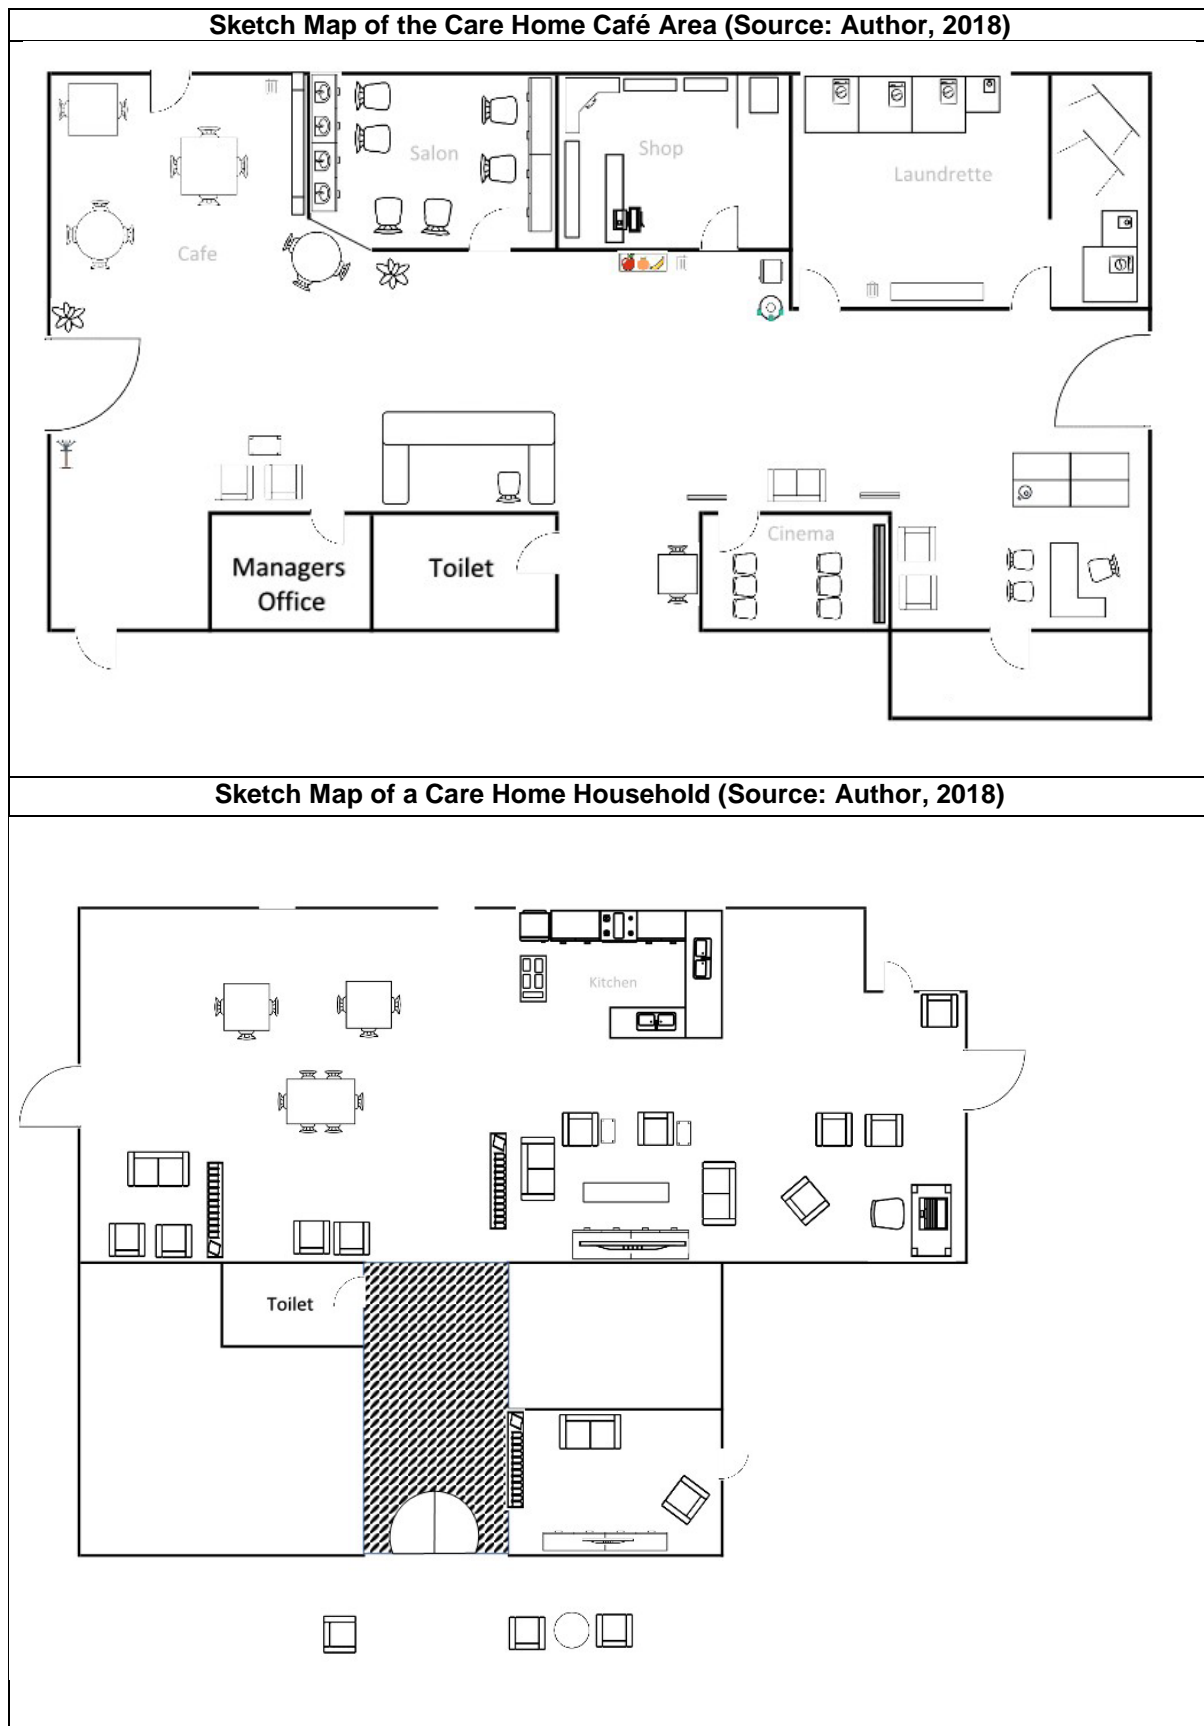 Sketch Map of the Care Home Café Area (Source: Author, 2018)
Salon
Shop
Laundrette
Cafe
Cinema
Managers
Office
Toilet
Sketch Map of a Care Home Household (Source: Author, 2018)
Kitchen
Toilet